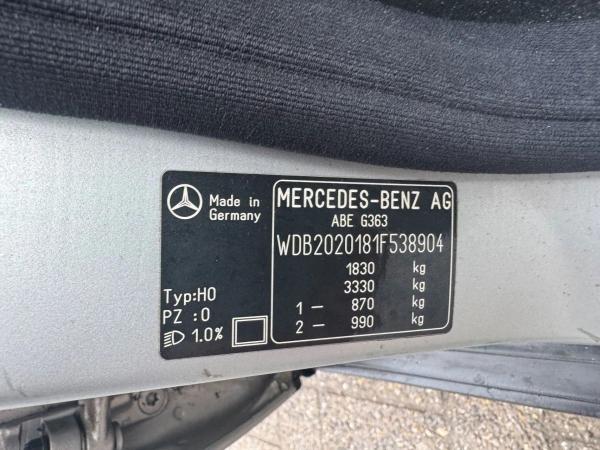 Made in
Germany
MERCEDES-BENZ AG
ABE G363
WDB2020181F538904
1830 kg
3330 kg
1 — 870 kg
2 — 990 kg
Typ:HO
PZ :0
1.0%